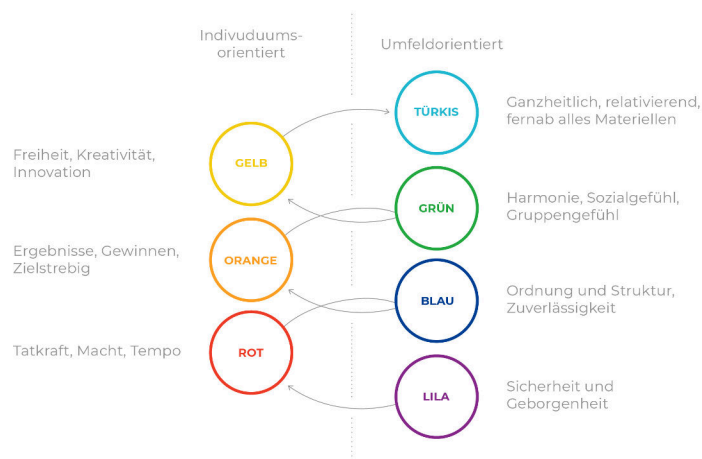 Indivuduums-
orientiert
Umfeldorientiert
TÜRKIS
Ganzheitlich, relativierend,
fernab alles Materiellen
Freiheit, Kreativität,
Innovation
GELB
GRÜN
Harmonie, Sozialgefühl,
Gruppengefühl
Ergebnisse, Gewinnen,
Zielstrebig
ORANGE
BLAU
Ordnung und Struktur,
Zuverlässigkeit
Tatkraft, Macht, Tempo
ROT
LILA
Sicherheit und
Geborgenheit